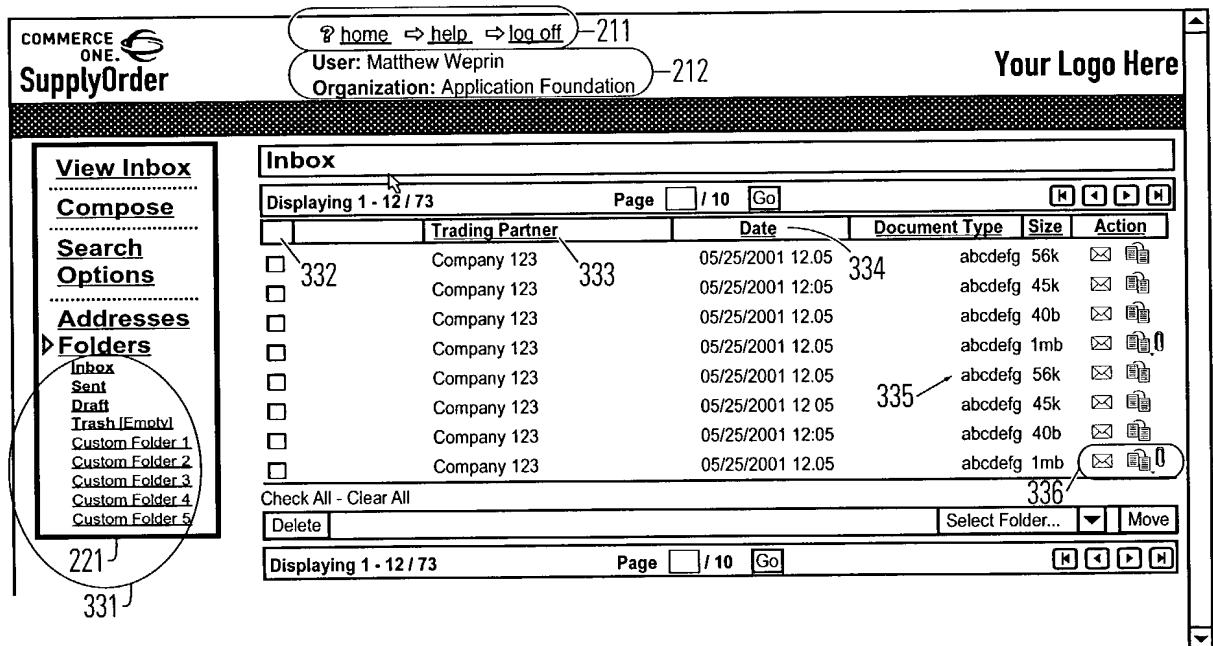 COMMERCE ONE.
SupplyOrder
? home ⇨ help ⇨ log off 211
User: Matthew Weprin
Organization: Application Foundation 212
Your Logo Here
View Inbox
Compose
Search
Options
Addresses
Folders
Inbox
Sent
Draft
Trash [Empty]
Custom Folder 1
Custom Folder 2
Custom Folder 3
Custom Folder 4
Custom Folder 5
221
331
Inbox
Displaying 1 - 12 / 73 Page / 10 Go
Trading Partner Date Document Type Size Action
332 333 334
Company 123 05/25/2001 12.05 abcdefg 56k
Company 123 05/25/2001 12:05 abcdefg 45k
Company 123 05/25/2001 12.05 abcdefg 40b
Company 123 05/25/2001 12.05 abcdefg 1mb
Company 123 05/25/2001 12.05 335 abcdefg 56k
Company 123 05/25/2001 12 05 abcdefg 45k
Company 123 05/25/2001 12:05 abcdefg 40b
Company 123 05/25/2001 12.05 abcdefg 1mb
336
Check All - Clear All
Delete Select Folder... Move
Displaying 1 - 12 / 73 Page / 10 Go